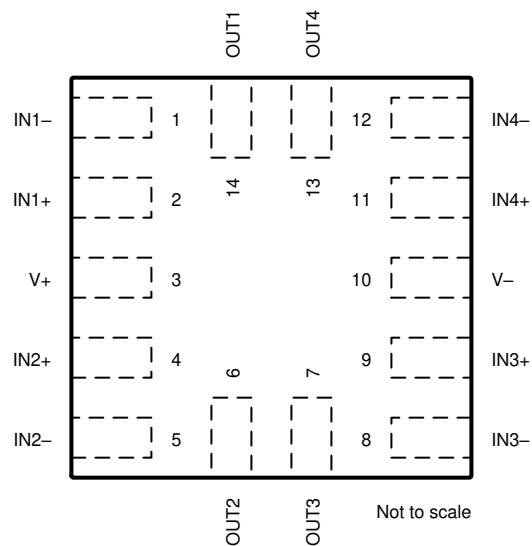 OUT1 OUT4
IN1– 1 12 IN4–
14 13
IN1+ 2 11 IN4+
V+ 3 10 V–
IN2+ 4 9 IN3+
6 7
IN2– 5 8 IN3–
OUT2 OUT3
Not to scale